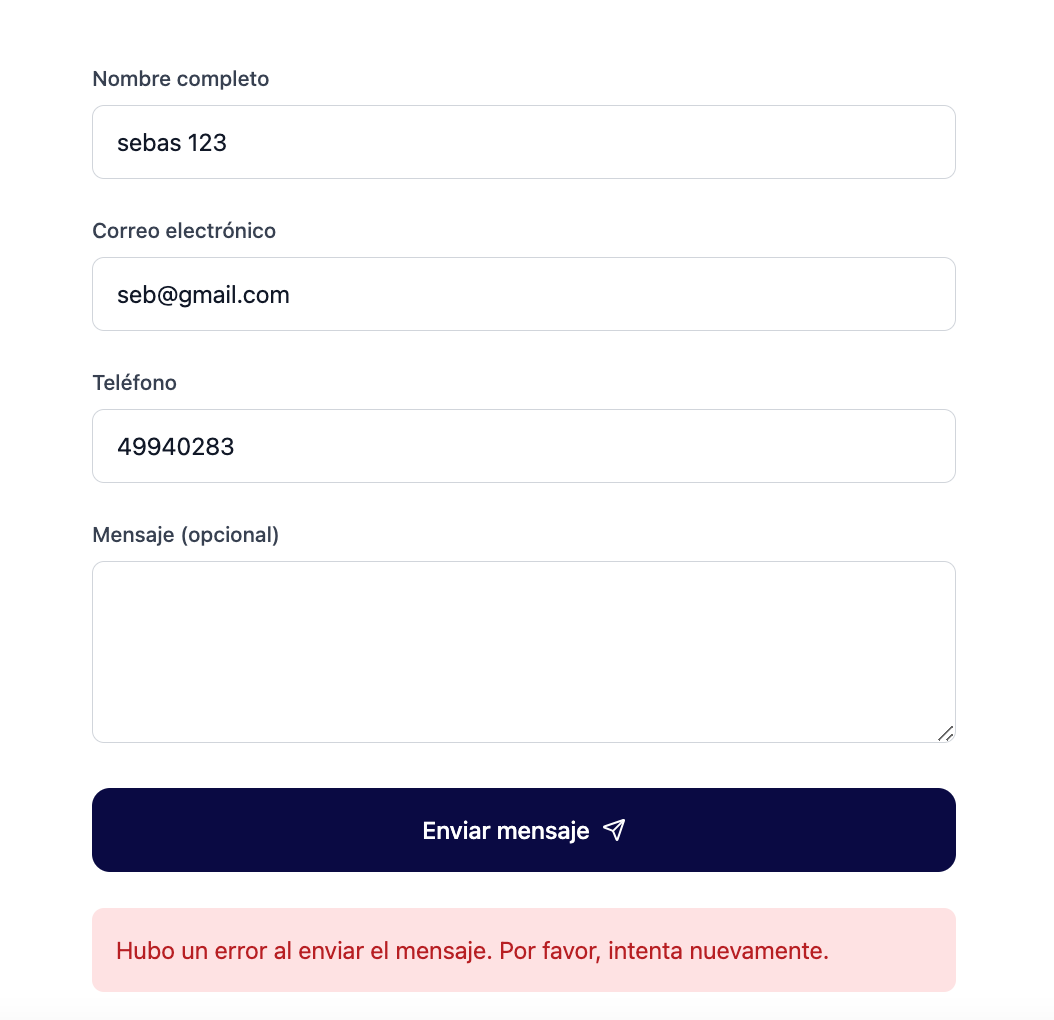 Nombre completo
sebas 123
Correo electrónico
seb@gmail.com
Teléfono
49940283
Mensaje (opcional)
Enviar mensaje
Hubo un error al enviar el mensaje. Por favor, intenta nuevamente.